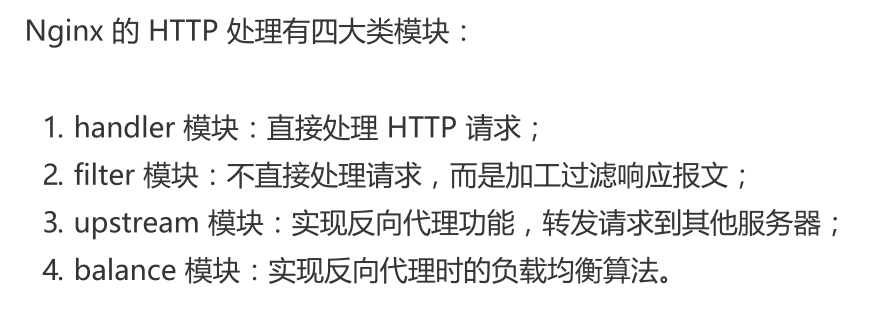 Nginx 的 HTTP 处理有四大类模块：
1. handler 模块：直接处理 HTTP 请求；
2. filter 模块：不直接处理请求，而是加工过滤响应报文；
3. upstream 模块：实现反向代理功能，转发请求到其他服务器；
4. balance 模块：实现反向代理时的负载均衡算法。